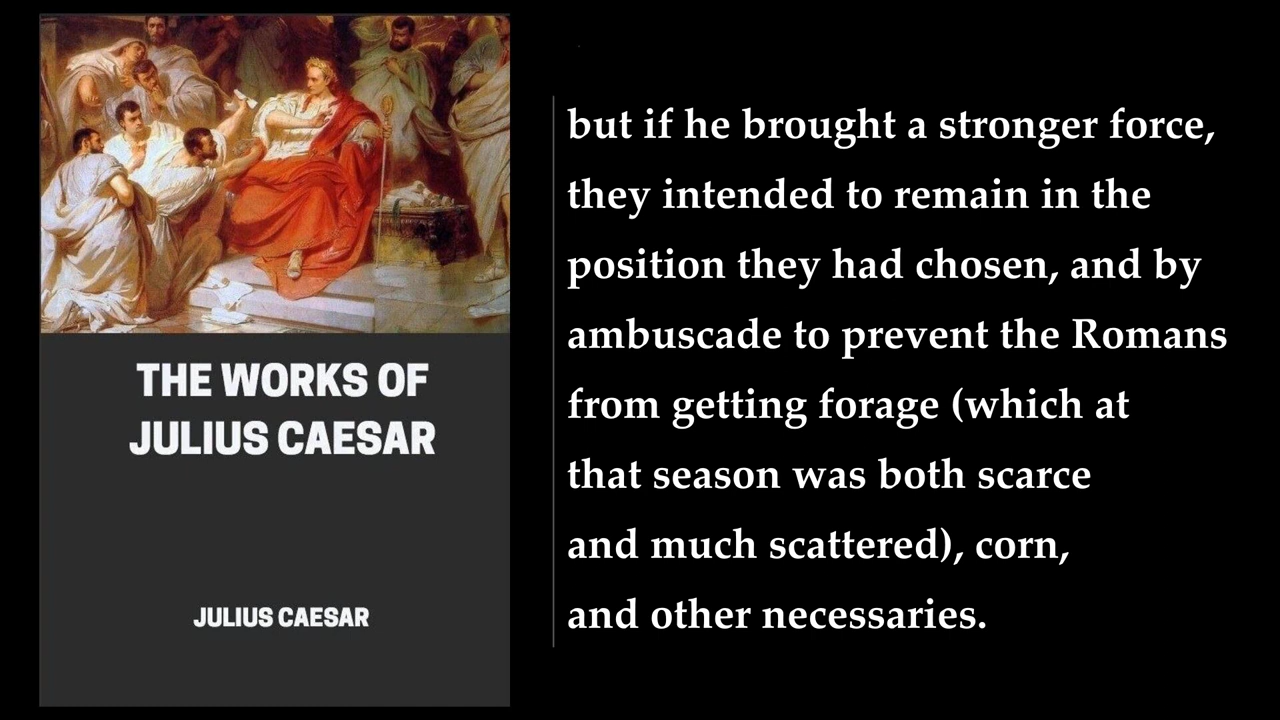 THE WORKS OF
JULIUS CAESAR
JULIUS CAESAR
but if he brought a stronger force,
they intended to remain in the
position they had chosen, and by
ambuscade to prevent the Romans
from getting forage (which at
that season was both scarce
and much scattered), corn,
and other necessaries.